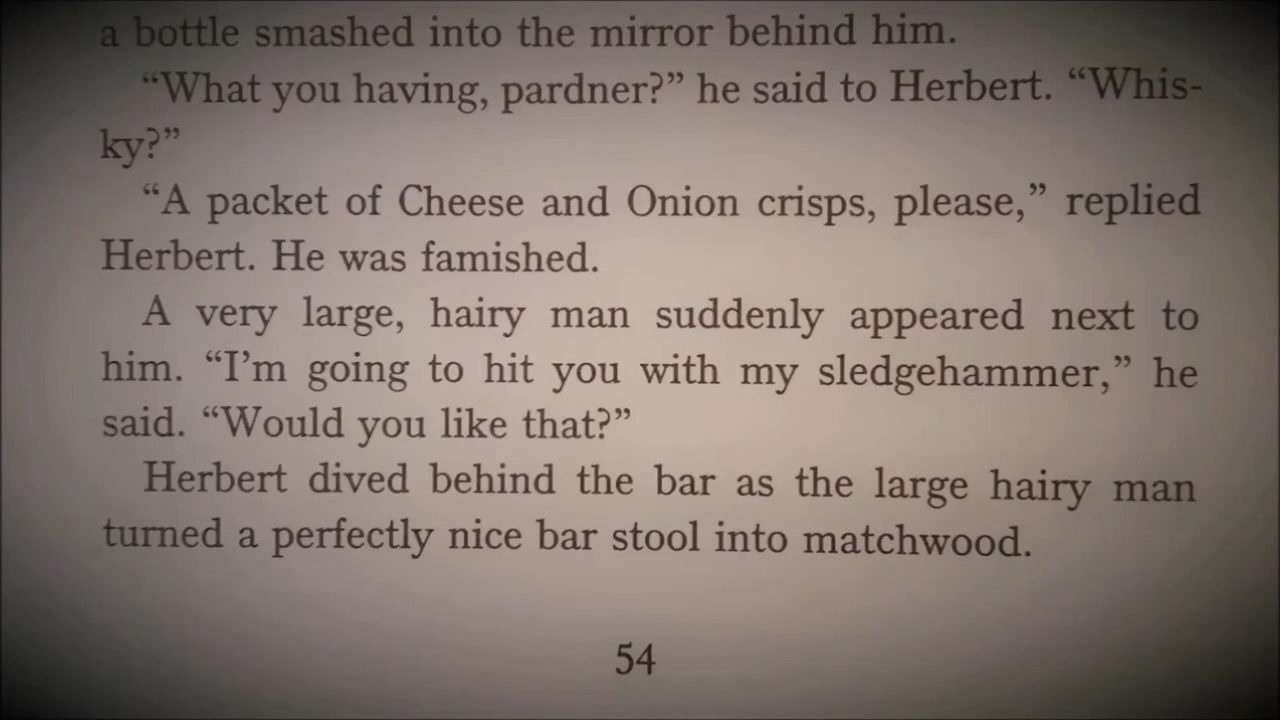 a bottle smashed into the mirror behind him.
“What you having, pardner?” he said to Herbert. “Whis-
ky?”
“A packet of Cheese and Onion crisps, please,” replied
Herbert. He was famished.
A very large, hairy man suddenly appeared next to
him. “I’m going to hit you with my sledgehammer,” he
said. “Would you like that?”
Herbert dived behind the bar as the large hairy man
turned a perfectly nice bar stool into matchwood.
54